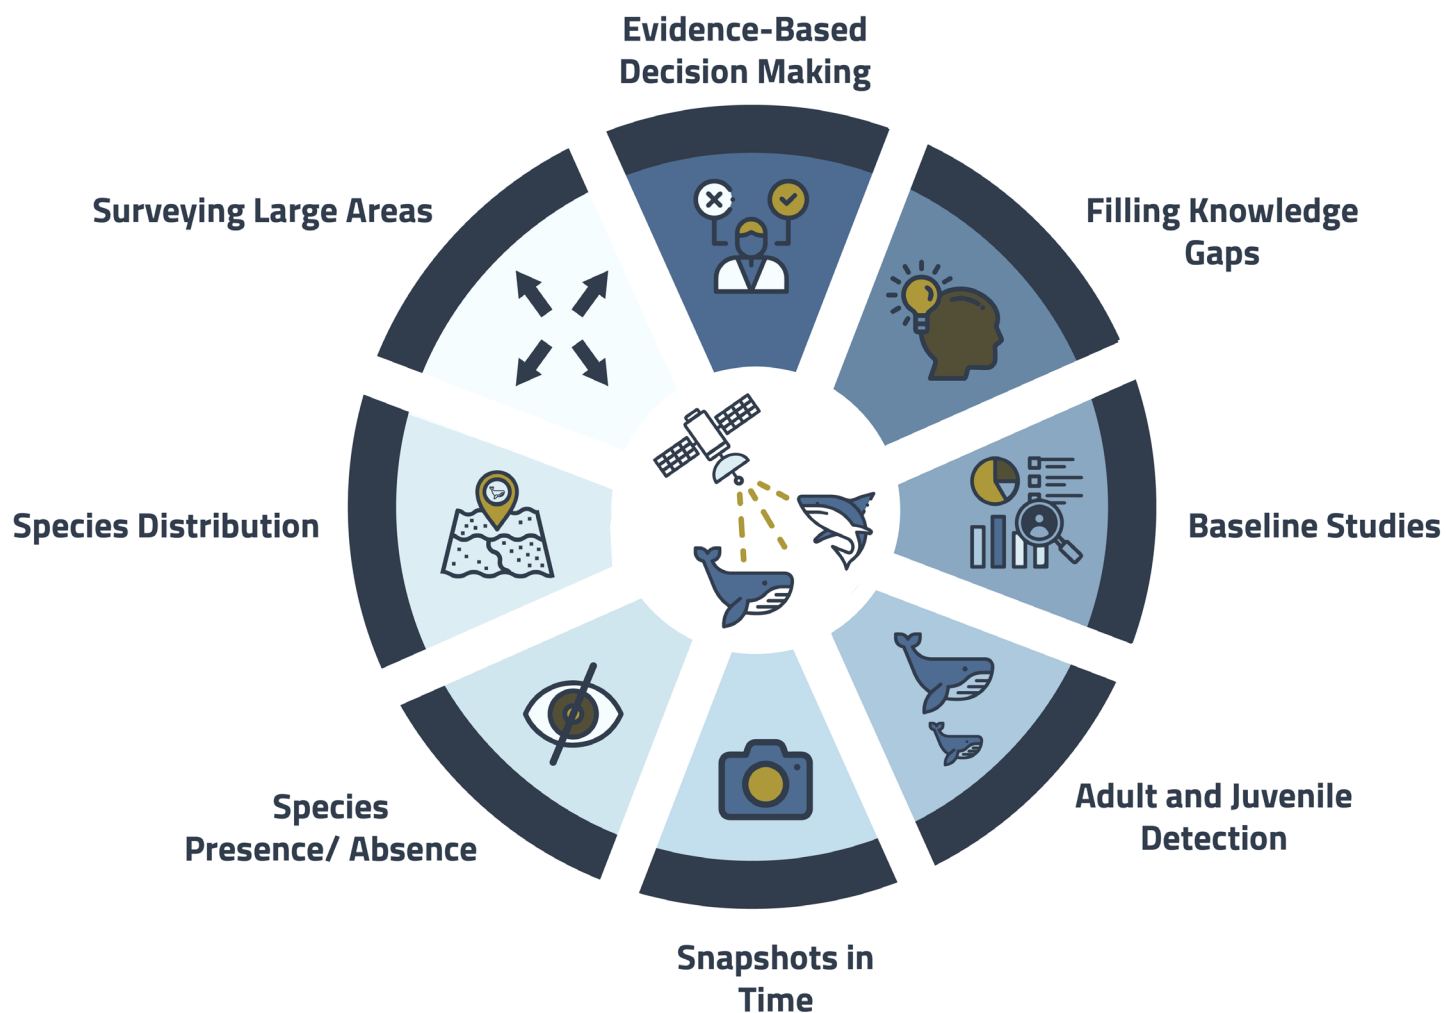 Evidence-Based
Decision Making
Filling Knowledge
Gaps
Baseline Studies
Adult and Juvenile
Detection
Snapshots in
Time
Species
Presence/ Absence
Species Distribution
Surveying Large Areas